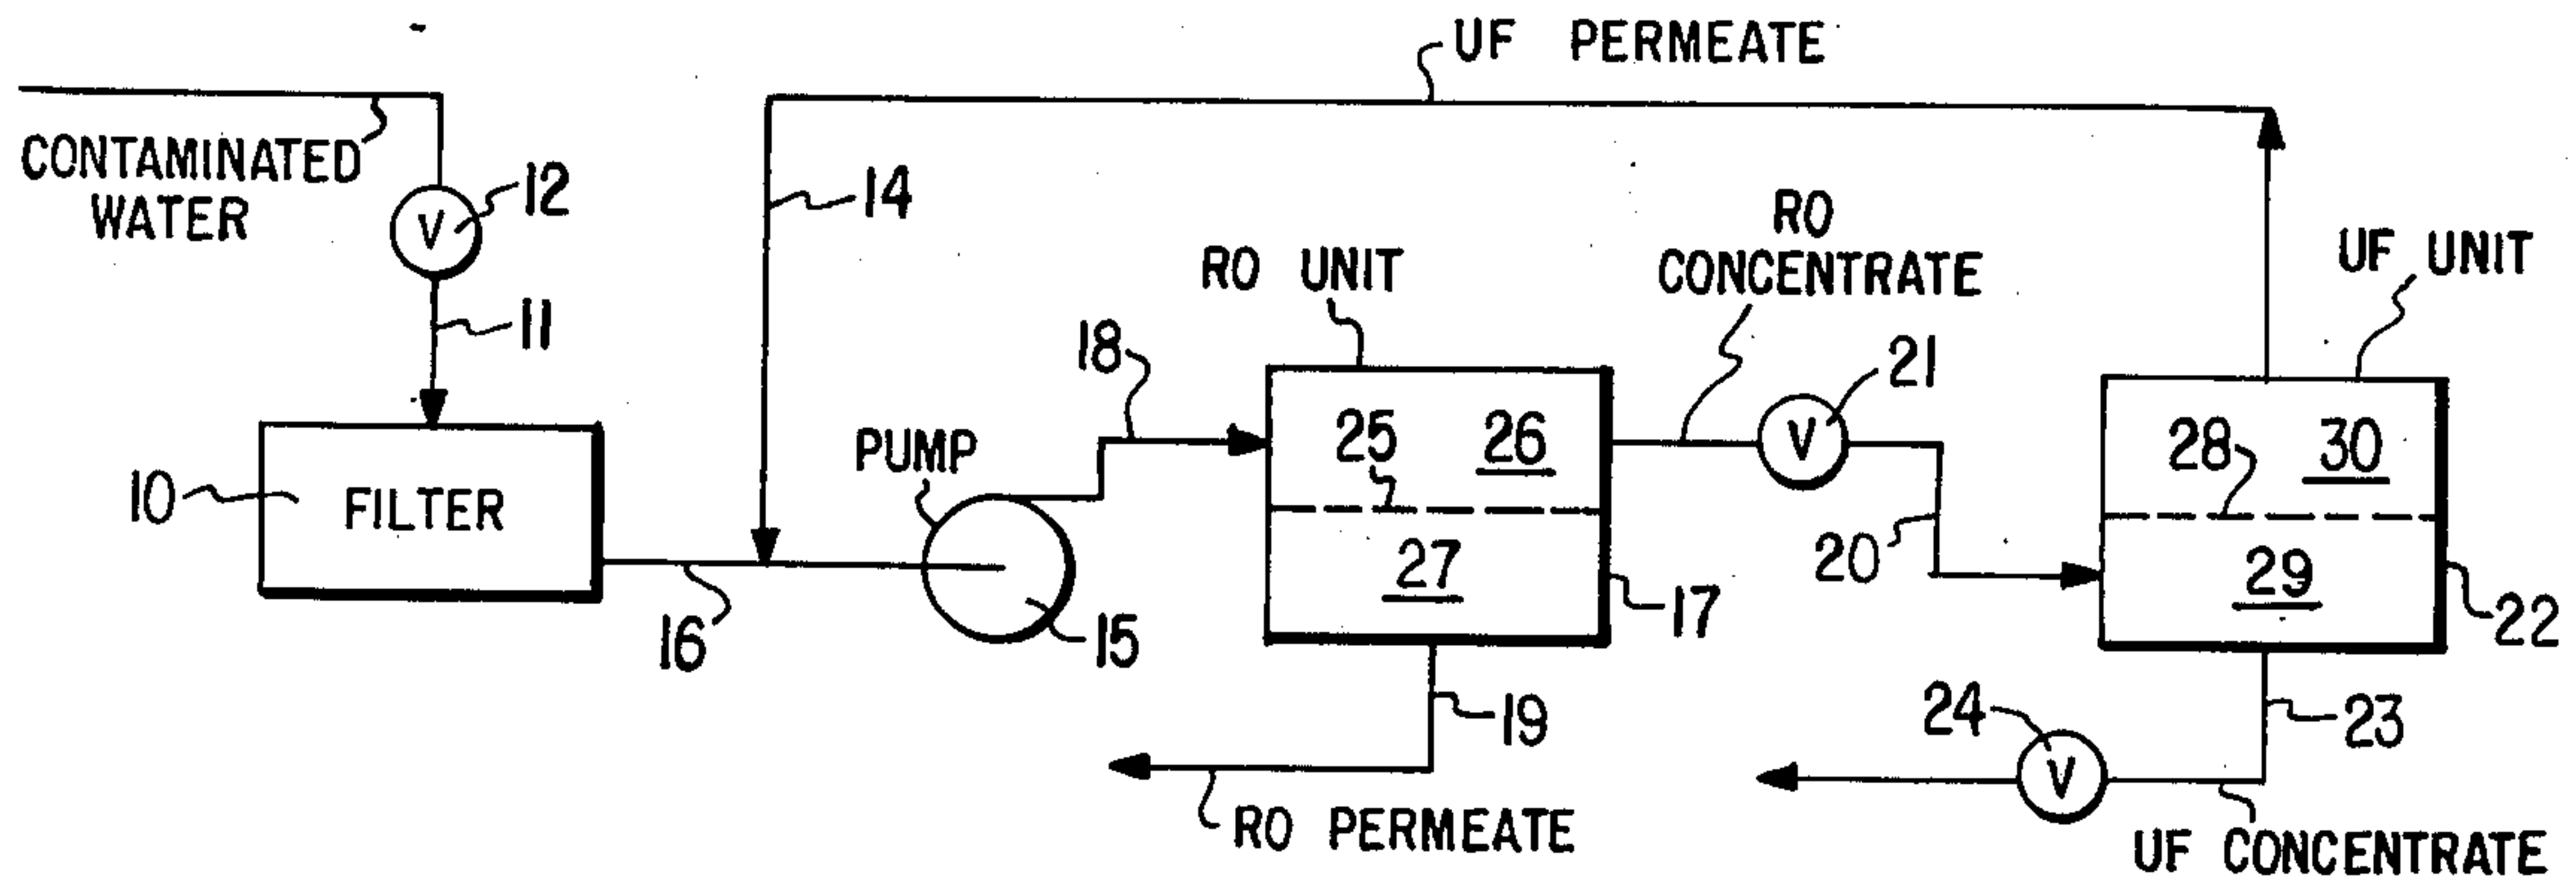 UF PERMEATE
CONTAMINATED
WATER
V
12
14
11
RO UNIT
RO
CONCENTRATE
UF UNIT
18
21
PUMP
25
26
V
28
30
10
FILTER
27
20
29
16
15
17
22
19
24
23
V
RO PERMEATE
UF CONCENTRATE